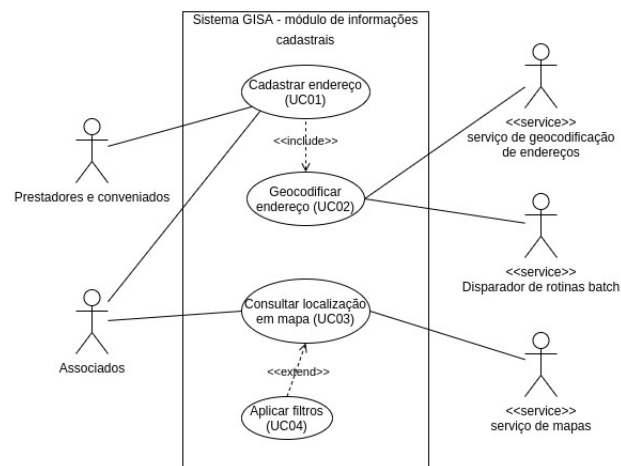 Sistema GISA - módulo de informações
cadastrais
Cadastrar endereço
(UC01)
<<include>>
Geocodificar
endereço (UC02)
Consultar localização
em mapa (UC03)
<<extend>>
Aplicar filtros
(UC04)
Prestadores e conveniados
Associados
<<service>>
serviço de geocodificação
de endereços
<<service>>
Disparador de rotinas batch
<<service>>
serviço de mapas